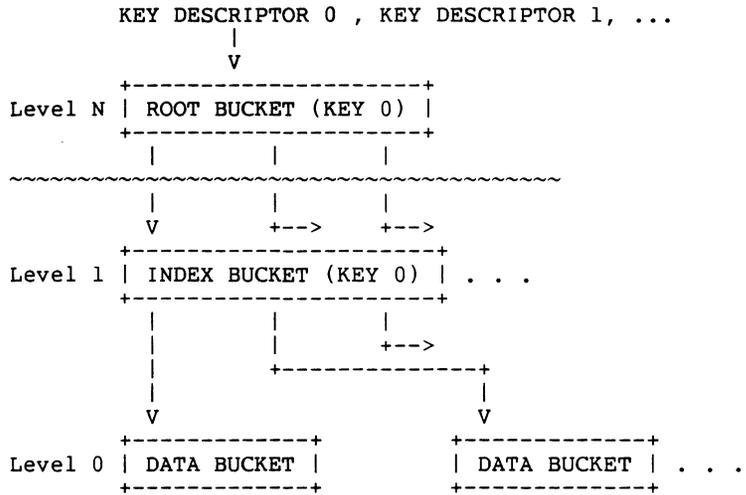 KEY DESCRIPTOR 0 , KEY DESCRIPTOR 1, ...
Level N | ROOT BUCKET (KEY 0) |
Level 1 | INDEX BUCKET (KEY 0) | . . .
Level 0 | DATA BUCKET | | DATA BUCKET | . . .